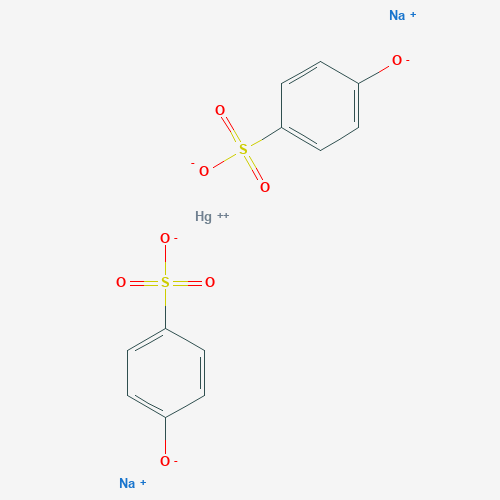 Na +
O -
O
S
- O
O
Hg ++
O -
O S O
O -
Na +